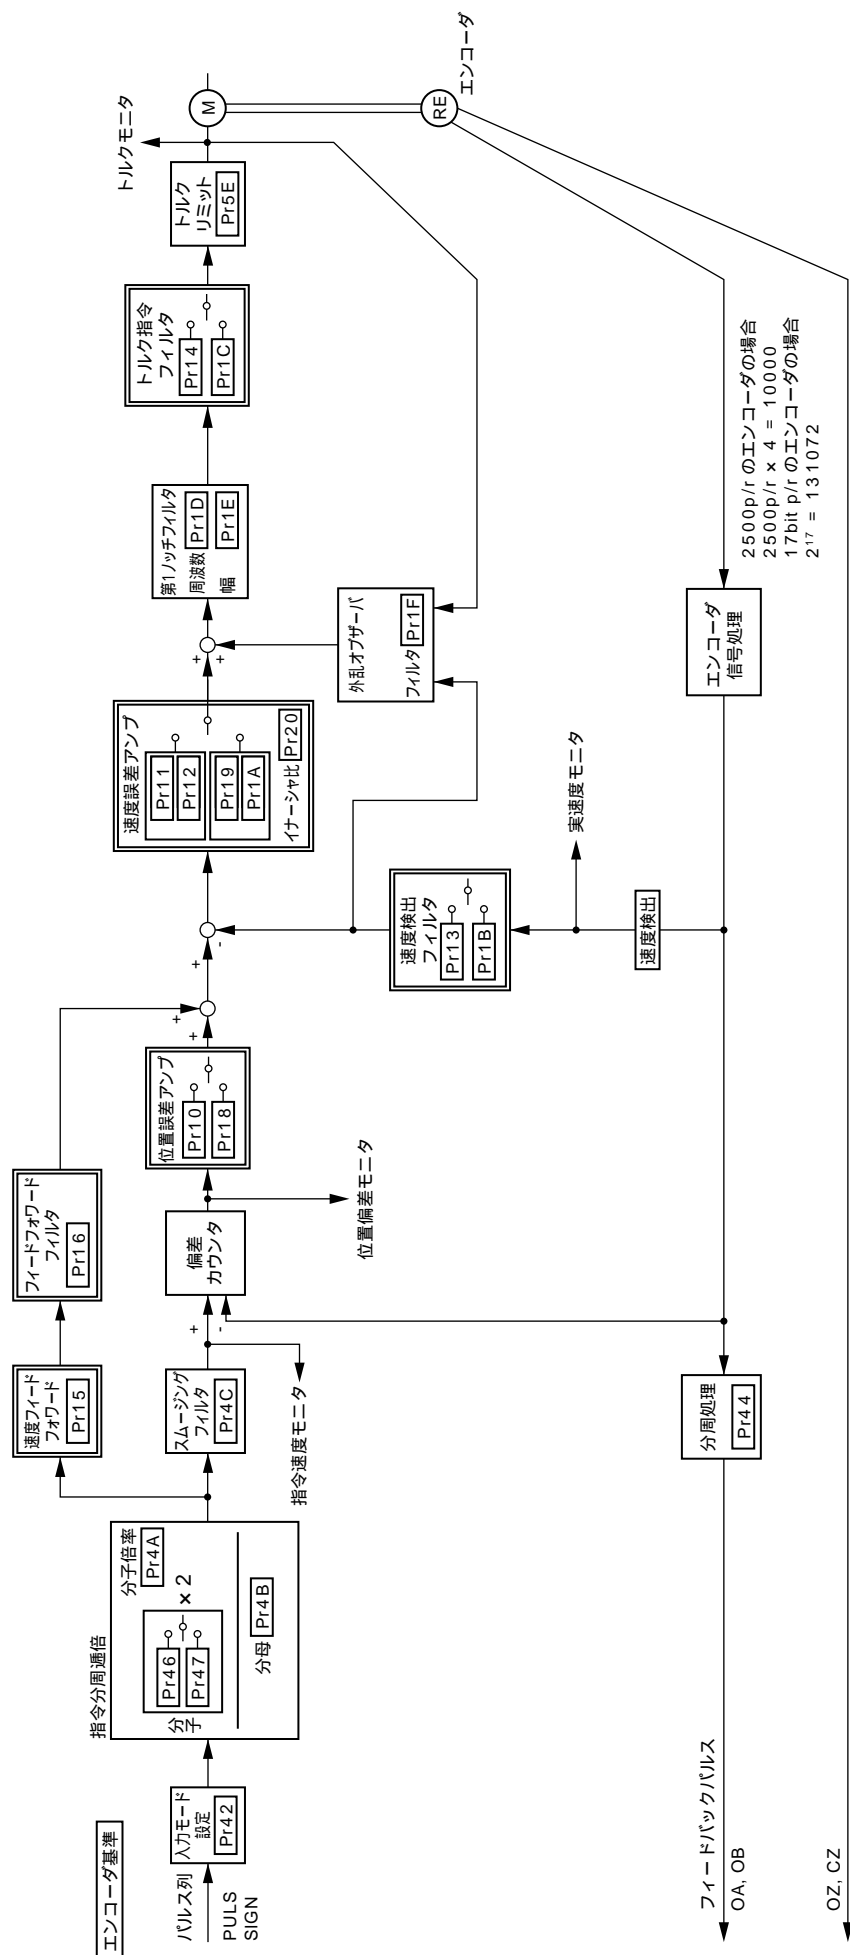 エンコーダ基準
パルス列
PULS
SIGN
入力モード
設定
Pr42
指令分周逓倍
分子倍率
Pr4A
× 2
Pr46
Pr47
分子
Pr4B
分母
速度フィード
フォワード
Pr15
フィードフォワード
フィルタ
Pr16
スムージング
フィルタ
Pr4C
指令速度モニタ
+
-
偏差
カウンタ
位置偏差モニタ
位置誤差アンプ
Pr10
Pr18
+
+
+
-
速度誤差アンプ
Pr11
Pr12
Pr19
Pr1A
イナーシャ比
Pr20
+
+
第1ノッチフィルタ
周波数
Pr1D
幅
Pr1E
トルク指令
フィルタ
Pr14
Pr1C
トルク
リミット
Pr5E
トルクモニタ
M
RE
エンコーダ
外乱オブザーバ
フィルタ
Pr1F
速度検出
フィルタ
Pr13
Pr1B
実速度モニタ
速度検出
エンコーダ
信号処理
2500p/r のエンコーダの場合
2500p/r × 4 = 10000
17bit p/r のエンコーダの場合
2¹⁷ = 131072
分周処理
Pr44
フィードバックパルス
OA, OB
OZ, CZ